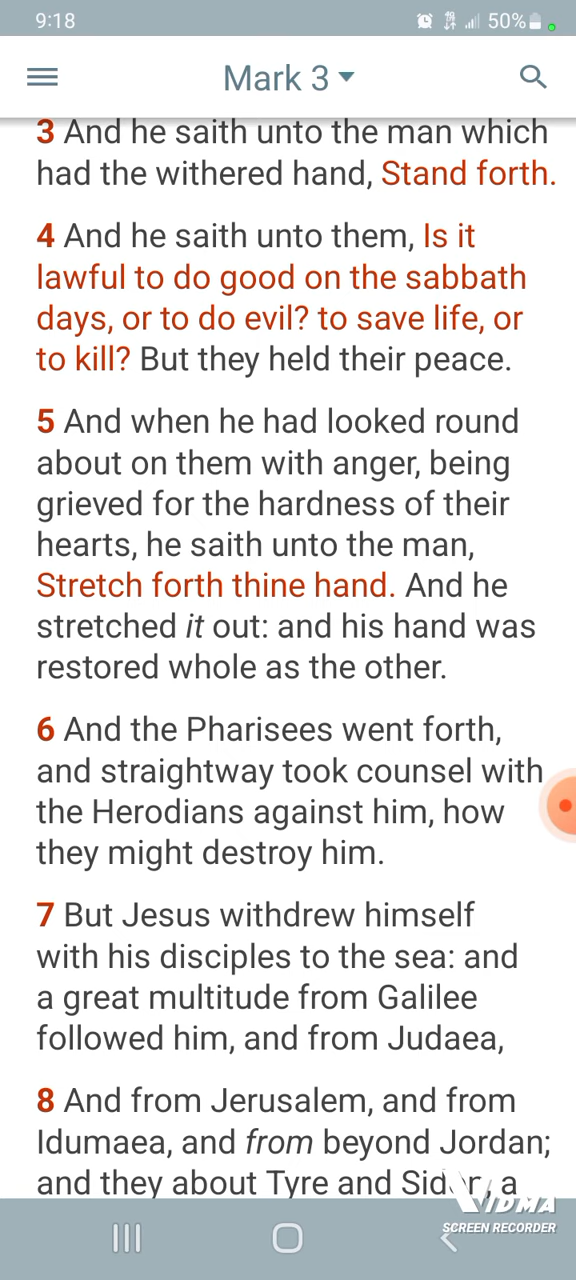 9:18
50%
Mark 3
3 And he saith unto the man which
had the withered hand, Stand forth.
4 And he saith unto them, Is it
lawful to do good on the sabbath
days, or to do evil? to save life, or
to kill? But they held their peace.
5 And when he had looked round
about on them with anger, being
grieved for the hardness of their
hearts, he saith unto the man,
Stretch forth thine hand. And he
stretched it out: and his hand was
restored whole as the other.
6 And the Pharisees went forth,
and straightway took counsel with
the Herodians against him, how
they might destroy him.
7 But Jesus withdrew himself
with his disciples to the sea: and
a great multitude from Galilee
followed him, and from Judaea,
8 And from Jerusalem, and from
Idumaea, and from beyond Jordan;
and they about Tyre and Sidon, a
VIDMA
SCREEN RECORDER